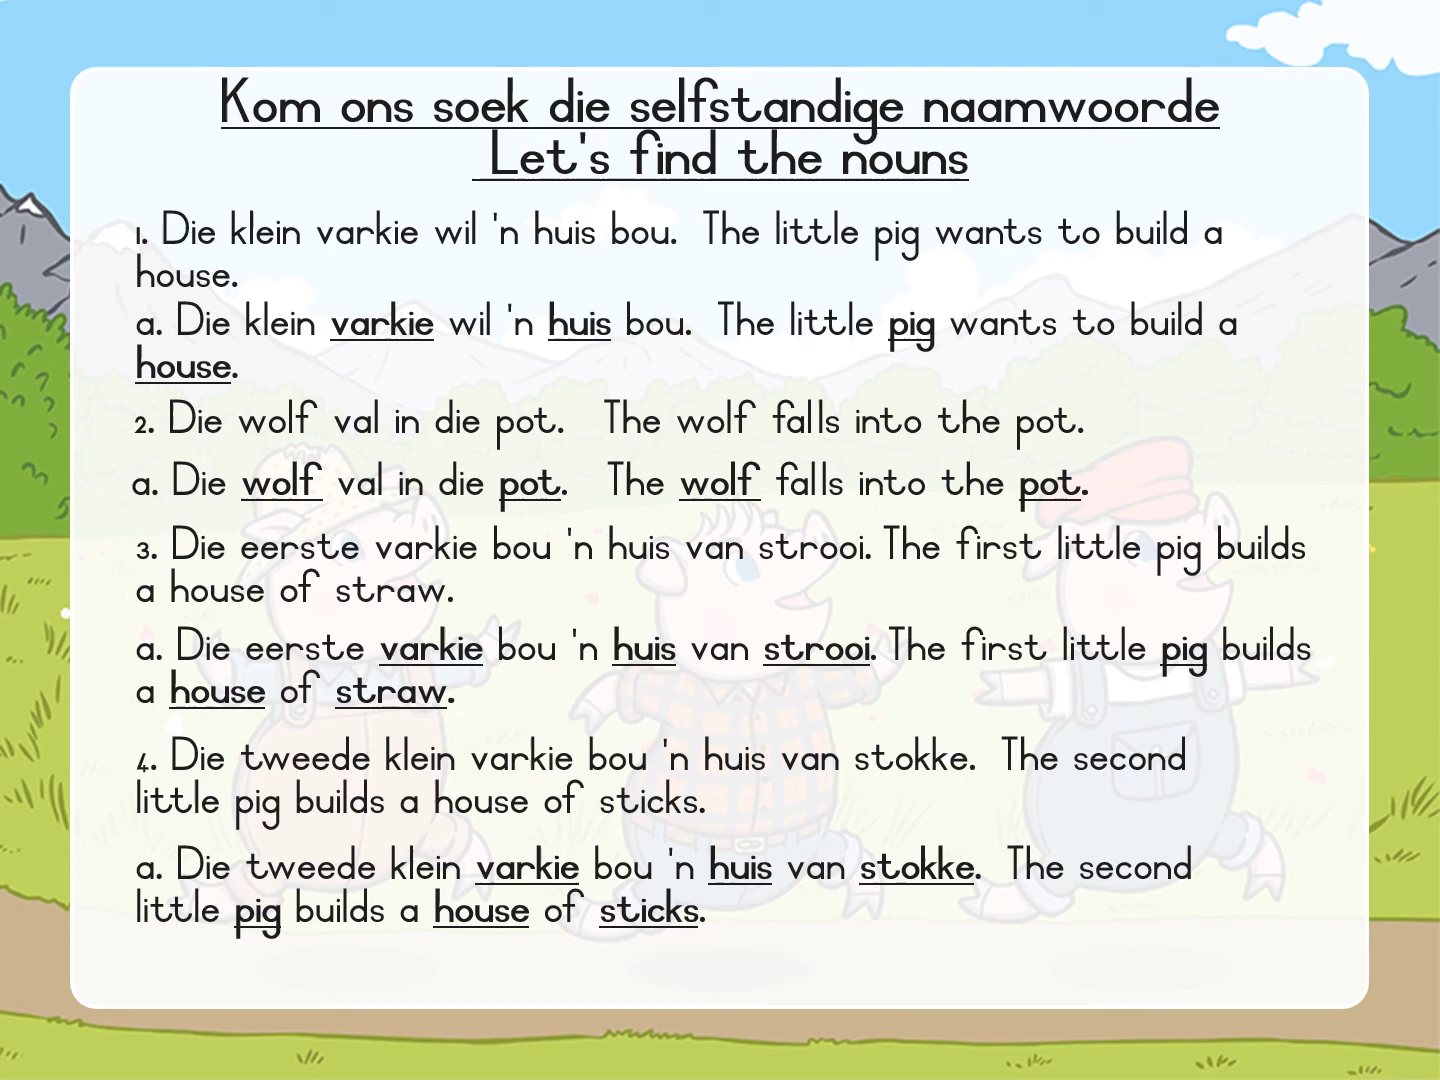 Kom ons soek die selfstandige naamwoorde
Let's find the nouns
1. Die klein varkie wil 'n huis bou. The little pig wants to build a
house.
a. Die klein varkie wil 'n huis bou. The little pig wants to build a
house.
2. Die wolf val in die pot. The wolf falls into the pot.
a. Die wolf val in die pot. The wolf falls into the pot.
3. Die eerste varkie bou 'n huis van strooi. The first little pig builds
a house of straw.
a. Die eerste varkie bou 'n huis van strooi. The first little pig builds
a house of straw.
4. Die tweede klein varkie bou 'n huis van stokke. The second
little pig builds a house of sticks.
a. Die tweede klein varkie bou 'n huis van stokke. The second
little pig builds a house of sticks.